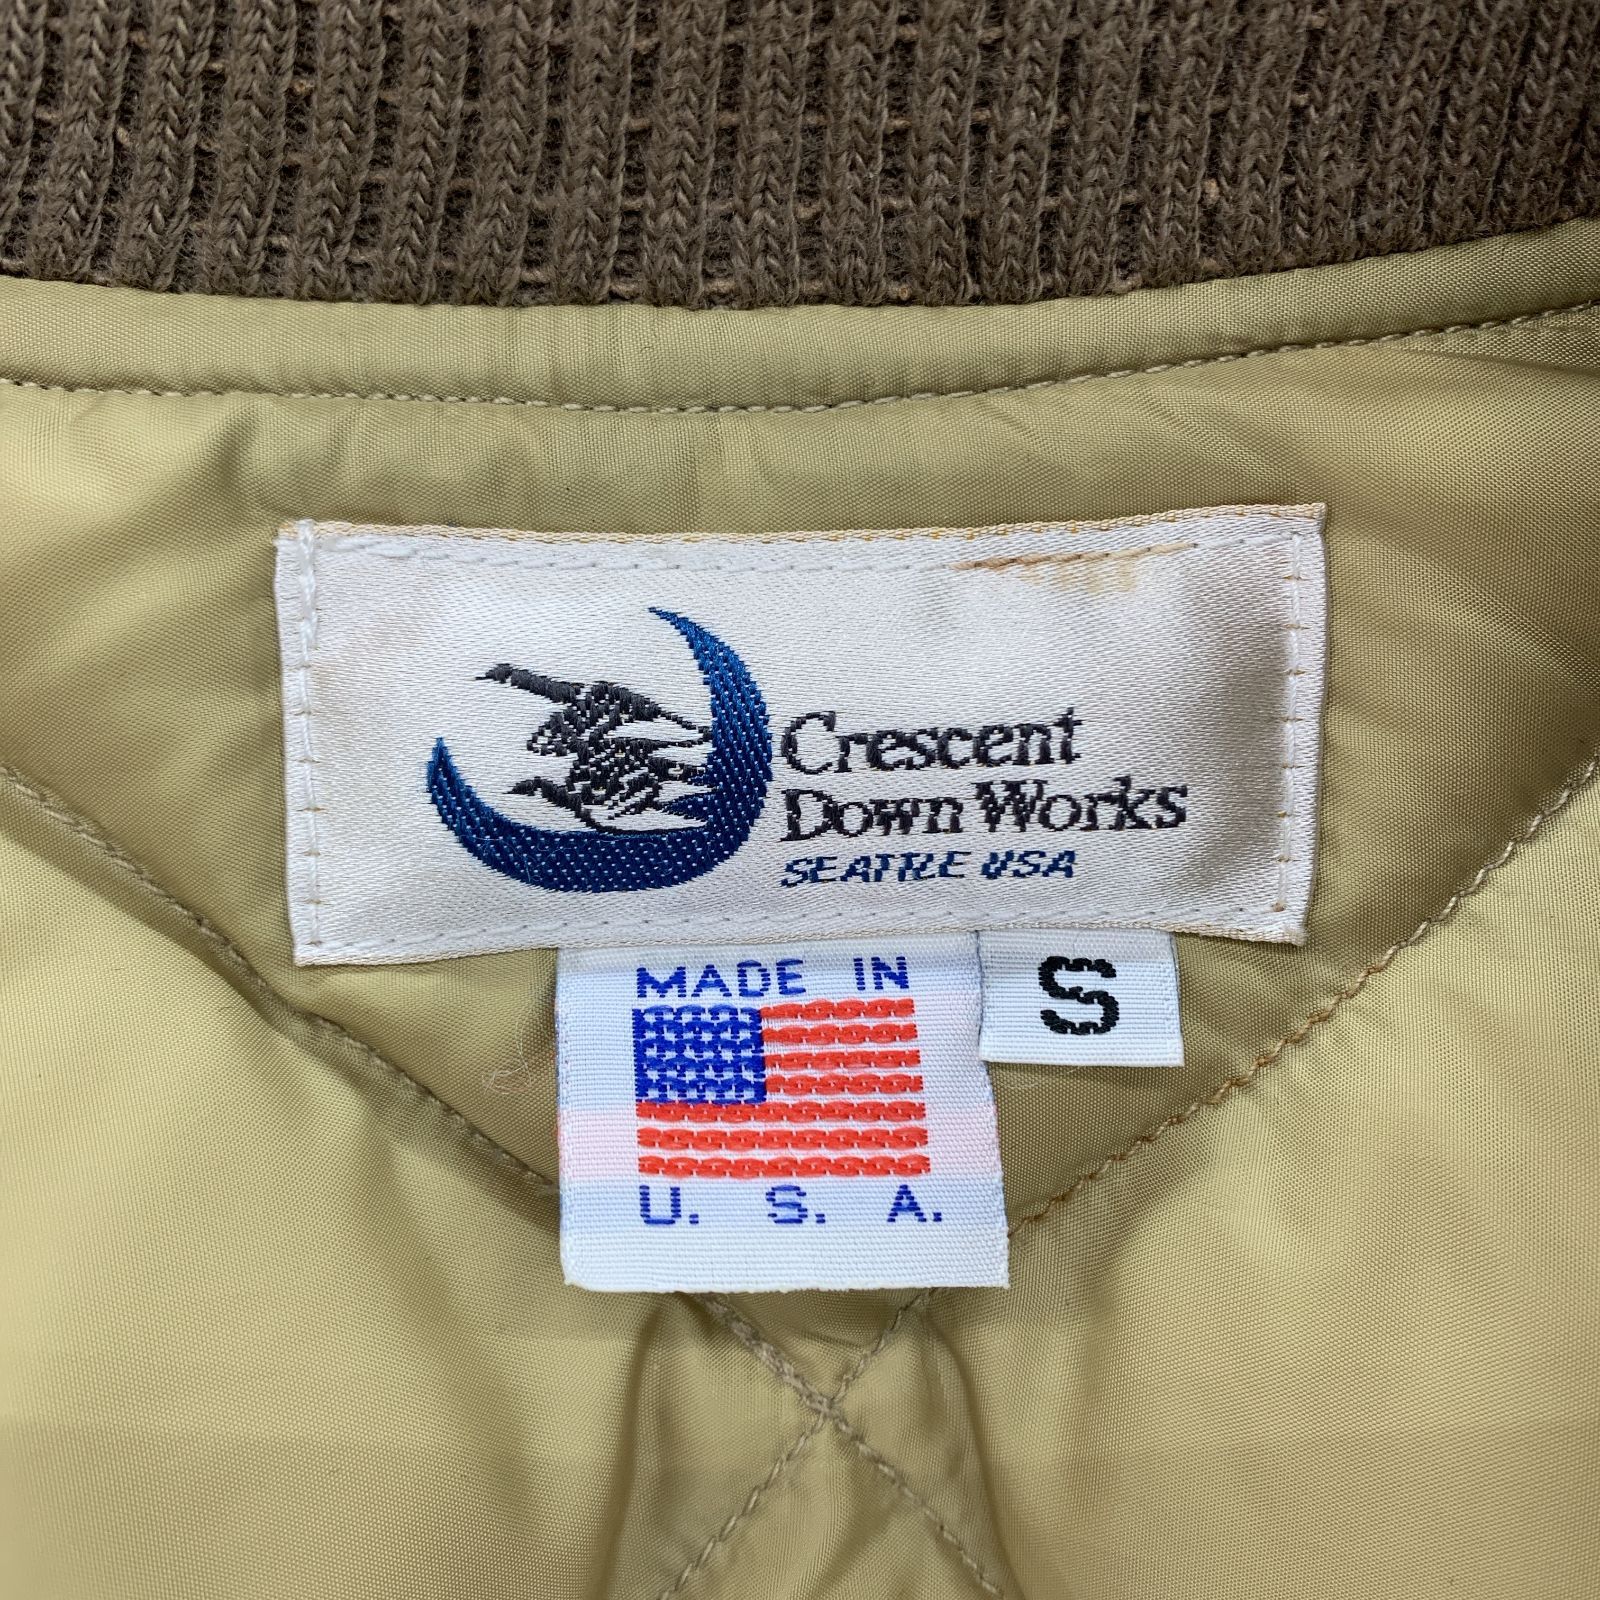 Crescent
Down Works
SEATTLE USA
MADE IN
U. S. A.
S